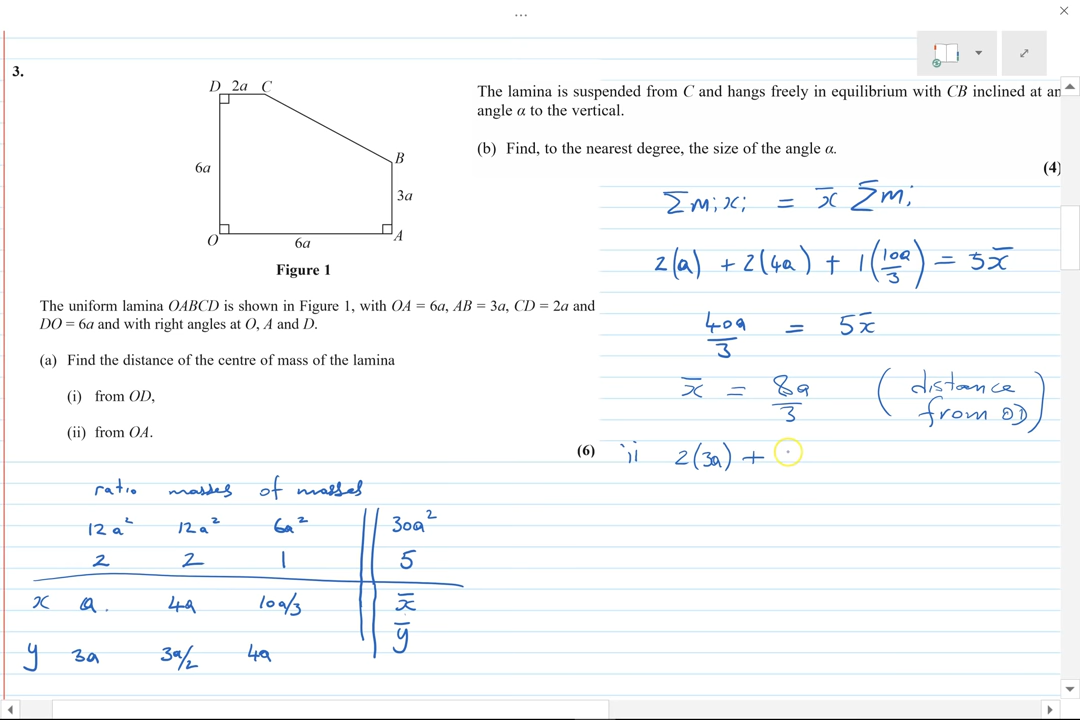 3.
D 2a C
6a
B
3a
O
6a
A
Figure 1
The uniform lamina OABCD is shown in Figure 1, with OA = 6a, AB = 3a, CD = 2a and
DO = 6a and with right angles at O, A and D.
(a) Find the distance of the centre of mass of the lamina
(i) from OD,
(ii) from OA.
(6)
ratio masses of masses
12a² 12a² 6a² 30a²
2 2 1 5
x a. 4a 10a/3 x̄
ȳ
y 3a 3a/2 4a
The lamina is suspended from C and hangs freely in equilibrium with CB inclined at an
angle α to the vertical.
(b) Find, to the nearest degree, the size of the angle α.
(4)
Σmᵢxᵢ = x̄ Σmᵢ
2(a) + 2(4a) + 1(10a/3) = 5x̄
40a/3 = 5x̄
x̄ = 8a/3 (distance
from OD)
ii 2(3a) +